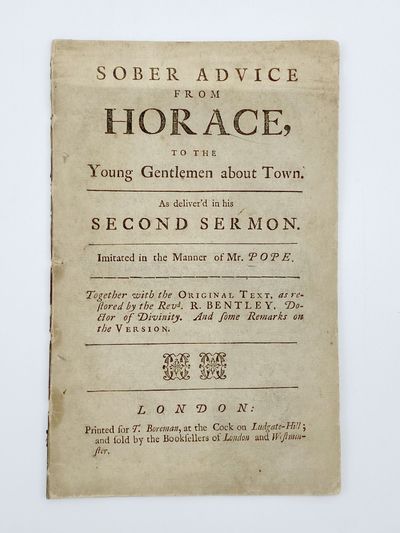 SOBER ADVICE
FROM
HORACE,
TO THE
Young Gentlemen about Town.
As deliver'd in his
SECOND SERMON.
Imitated in the Manner of Mr. POPE.
Together with the ORIGINAL TEXT, as re-
ſtored by the Revd. R. BENTLEY, Do-
ctor of Divinity. And ſome Remarks on
the VERSION.
LONDON:
Printed for T. Boreman, at the Cock on Ludgate-Hill;
and ſold by the Bookſellers of London and Weſtmin-
ſter.